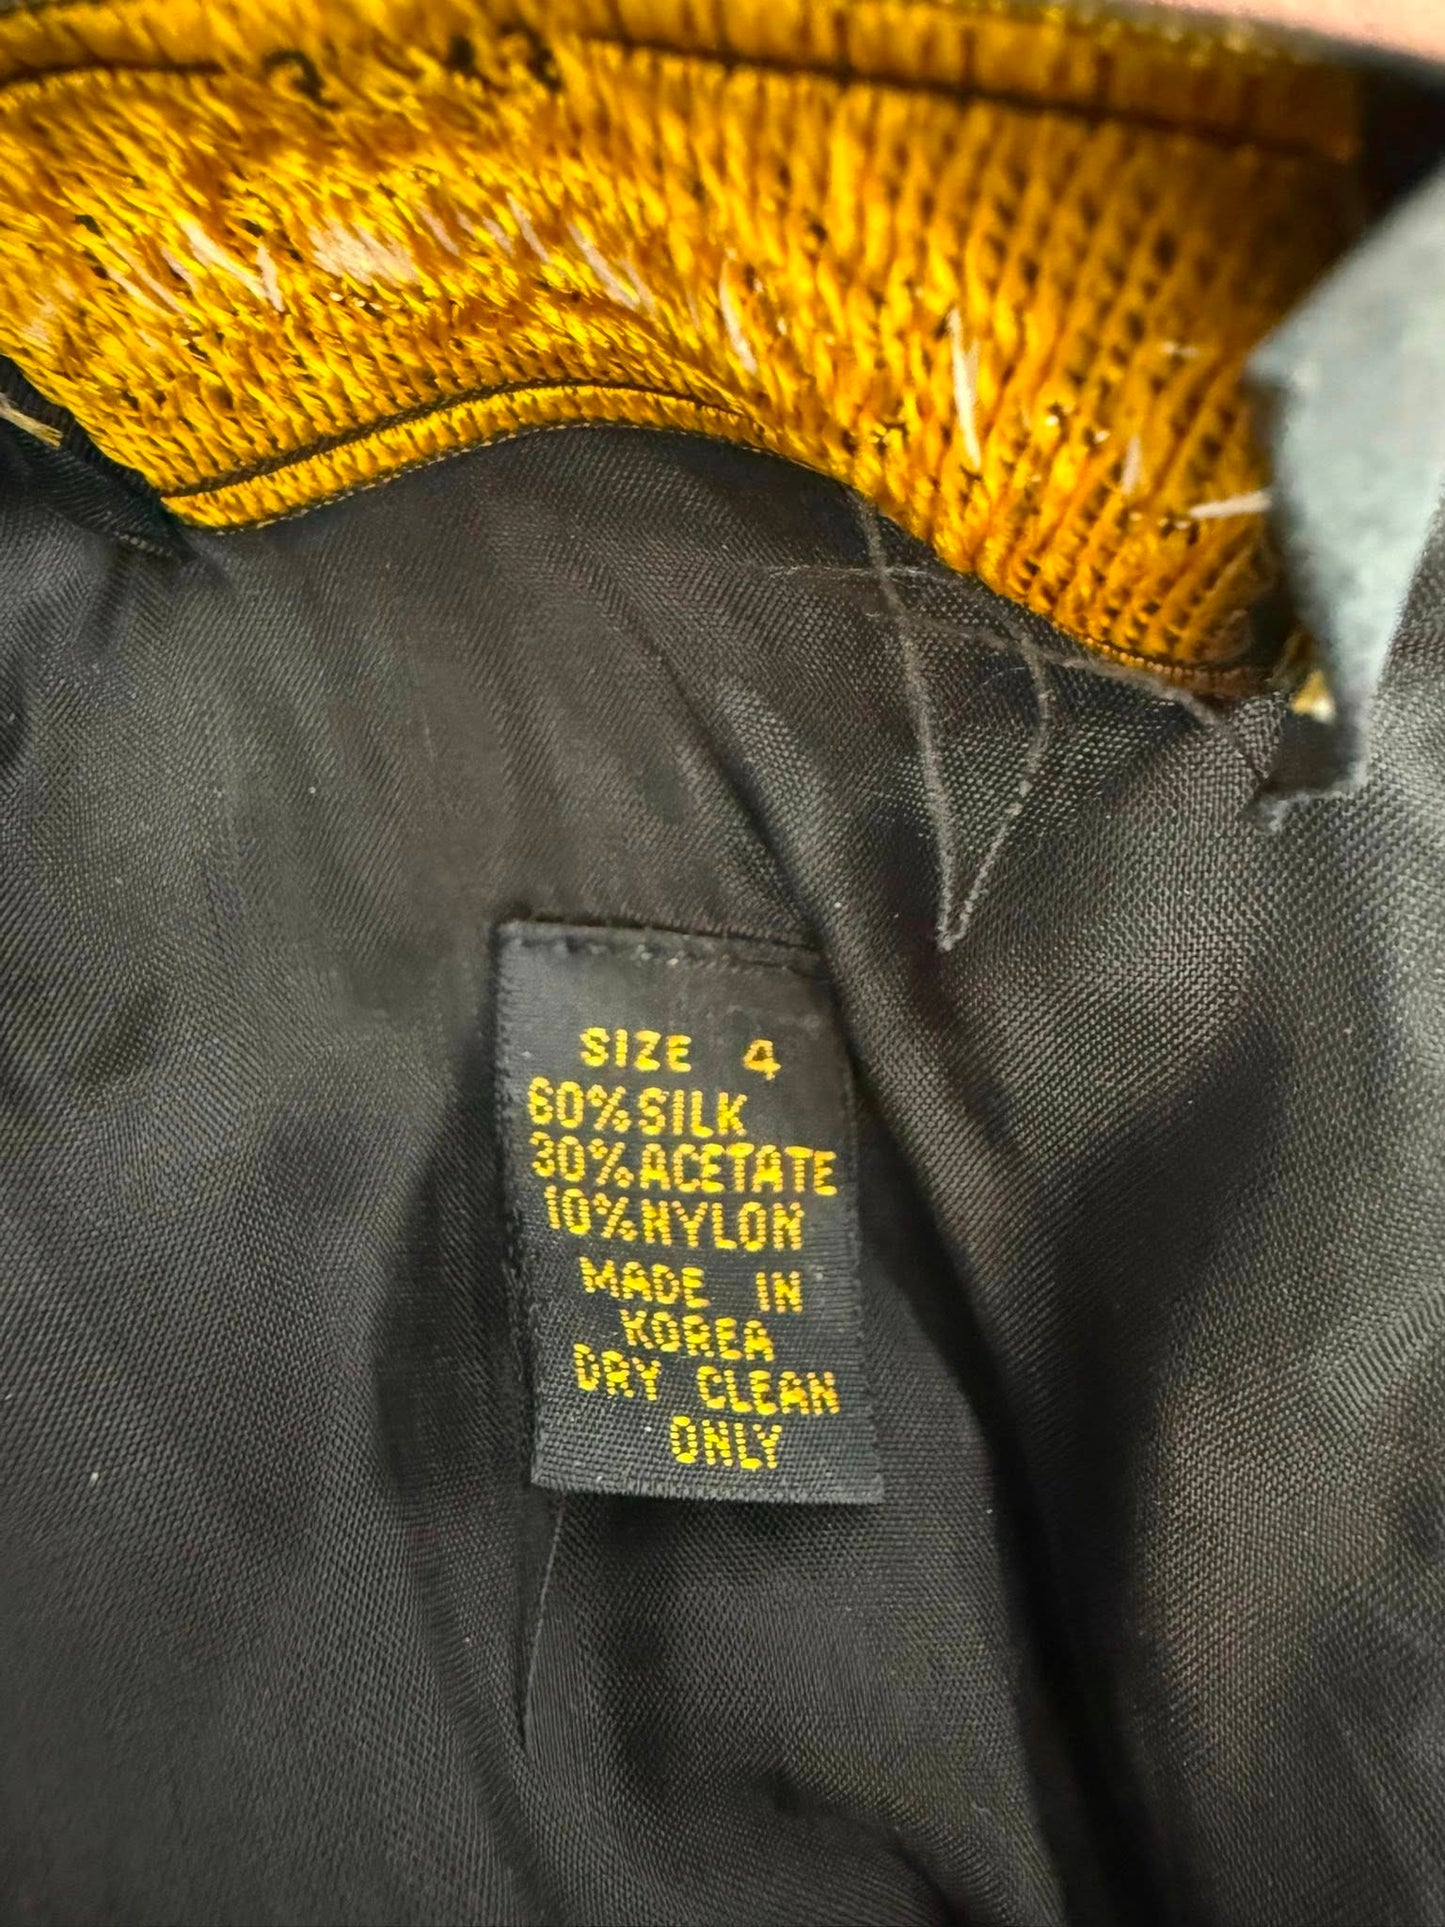 SIZE 4
60%SILK
30%ACETATE
10%NYLON
MADE IN
KOREA
DRY CLEAN
ONLY